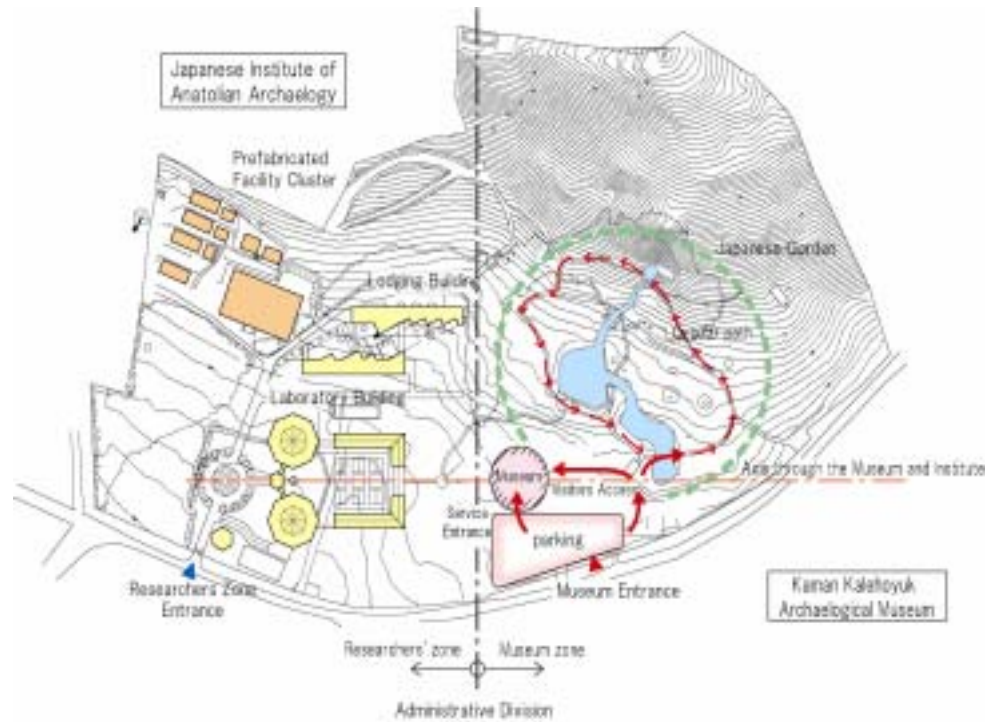 Japanese Institute of
Anatolian Archaelogy
Prefabricated
Facility Cluster
Japanese Gorden
Lodging Building
path
Laboratory Building
Axis through the Museum and Institute
Museum
Visitors Access
Service
Entrance
parking
Researchers' Zone
Entrance
Museum Entrance
Kaman Kalehoyuk
Archaelogical Museum
Researchers' zone
Museum zone
Administrative Division